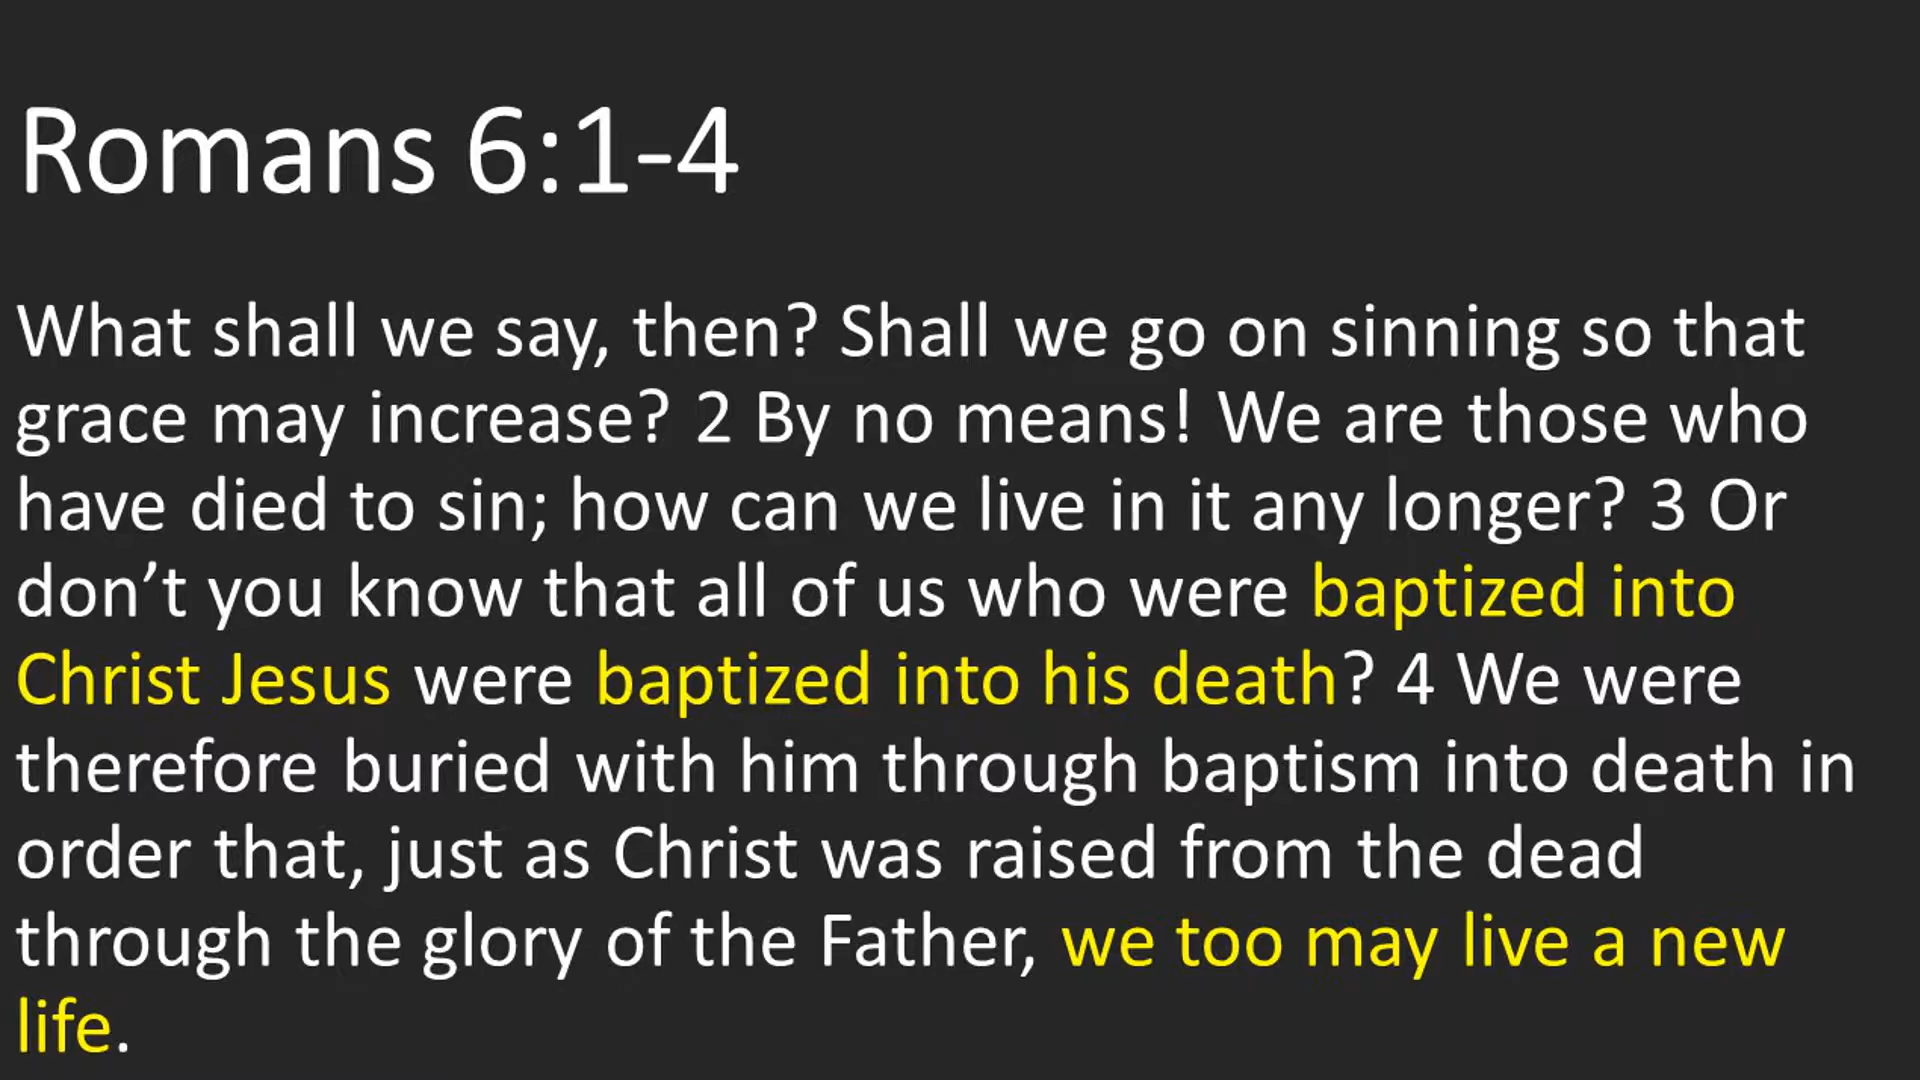 Romans 6:1-4
What shall we say, then? Shall we go on sinning so that
grace may increase? 2 By no means! We are those who
have died to sin; how can we live in it any longer? 3 Or
don’t you know that all of us who were baptized into
Christ Jesus were baptized into his death? 4 We were
therefore buried with him through baptism into death in
order that, just as Christ was raised from the dead
through the glory of the Father, we too may live a new
life.